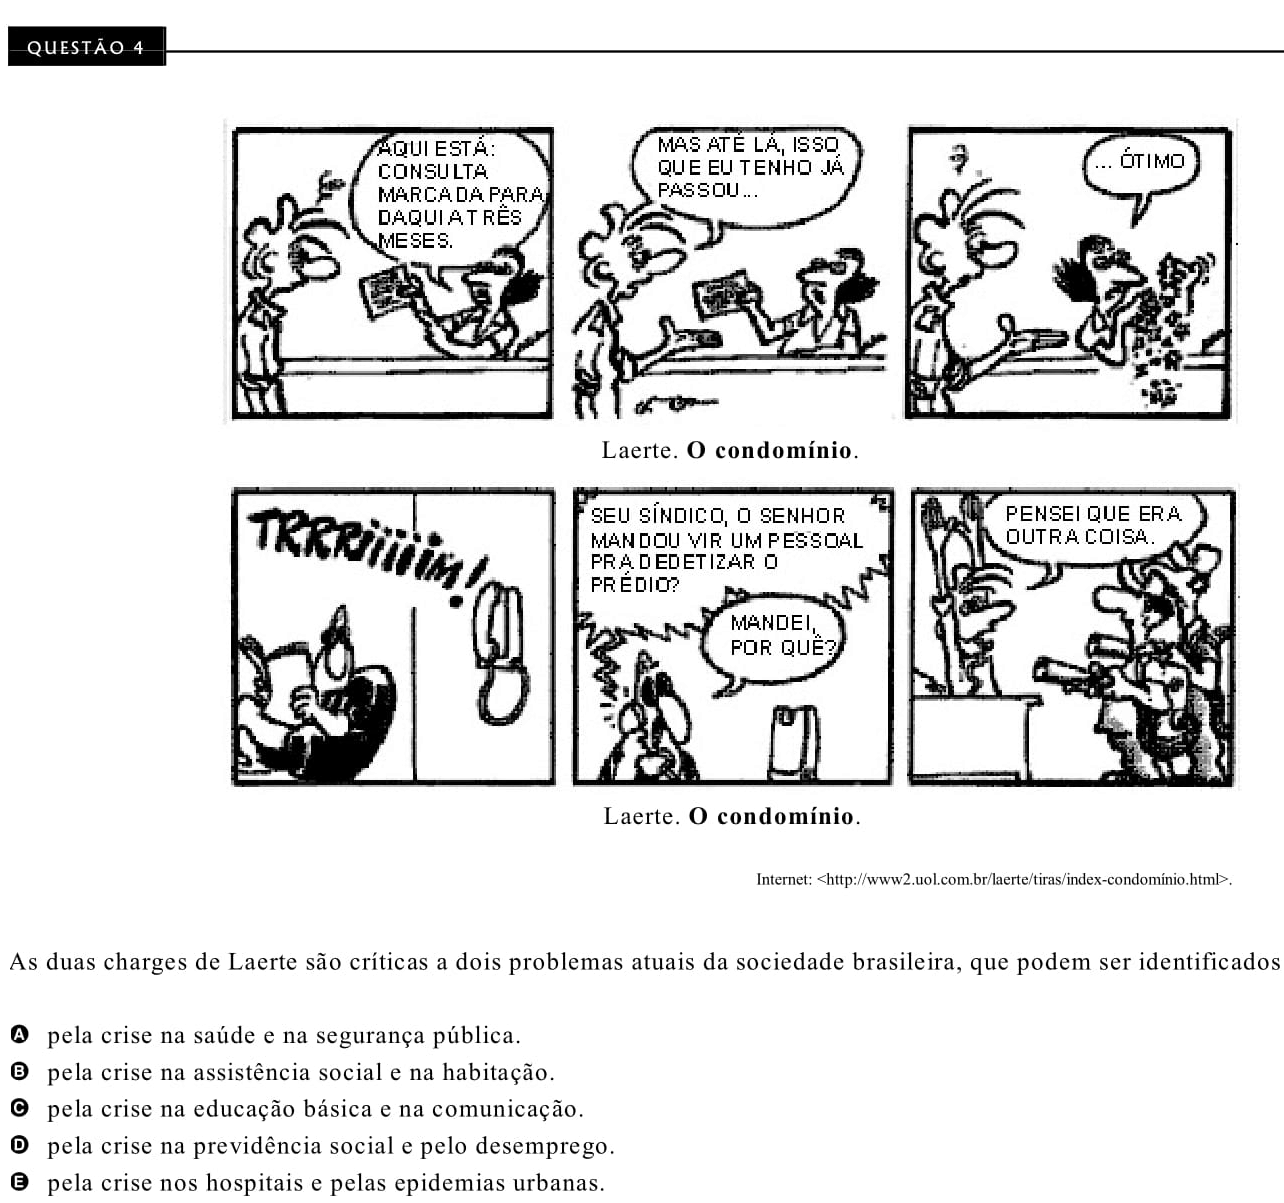 QUESTÃO 4
AQUI ESTÁ:
CONSULTA
MARCADA PARA
DAQUI A TRÊS
MESES.
MAS ATÉ LÁ, ISSO
QUE EU TENHO JÁ
PASSOU...
... ÓTIMO
Laerte. O condomínio.
TRRRIIIIIM!
SEU SÍNDICO, O SENHOR
MANDOU VIR UM PESSOAL
PRA DEDETIZAR O
PRÉDIO?
MANDEI,
POR QUÊ?
PENSEI QUE ERA
OUTRA COISA.
Laerte. O condomínio.
Internet: <http://www2.uol.com.br/laerte/tiras/index-condomínio.html>.
As duas charges de Laerte são críticas a dois problemas atuais da sociedade brasileira, que podem ser identificados
A pela crise na saúde e na segurança pública.
B pela crise na assistência social e na habitação.
C pela crise na educação básica e na comunicação.
D pela crise na previdência social e pelo desemprego.
E pela crise nos hospitais e pelas epidemias urbanas.